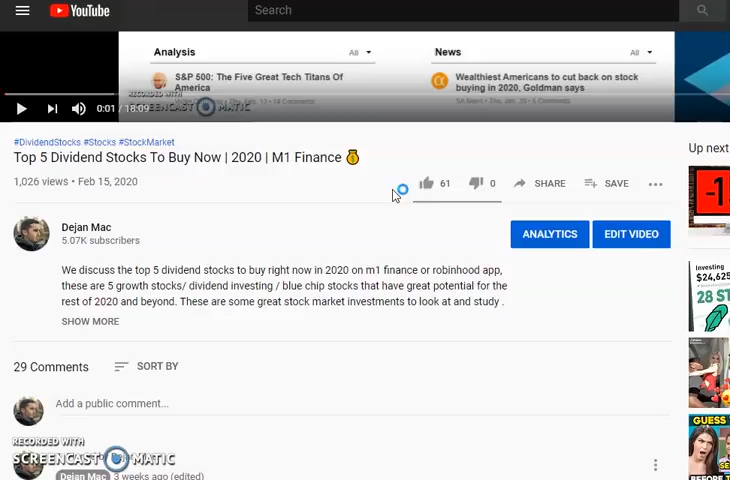 YouTube
Search
Analysis
All
News
All
S&P 500: The Five Great Tech Titans Of
America
Wealthiest Americans to cut back on stock
buying in 2020, Goldman says
RECORDED WITH
SCREENCAST MATIC
0:01 / 18:09
#DividendStocks #Stocks #StockMarket
Top 5 Dividend Stocks To Buy Now | 2020 | M1 Finance 💰
Up next
1,026 views • Feb 15, 2020
61
0
SHARE
SAVE
Dejan Mac
5.07K subscribers
ANALYTICS
EDIT VIDEO
We discuss the top 5 dividend stocks to buy right now in 2020 on m1 finance or robinhood app,
these are 5 growth stocks/ dividend investing / blue chip stocks that have great potential for the
rest of 2020 and beyond. These are some great stock market investments to look at and study .
SHOW MORE
Investing
$24,625
28 ST
29 Comments
SORT BY
Add a public comment...
GUESS
RECORDED WITH
SCREENCAST MATIC
Dejan Mac
3 weeks ago (edited)